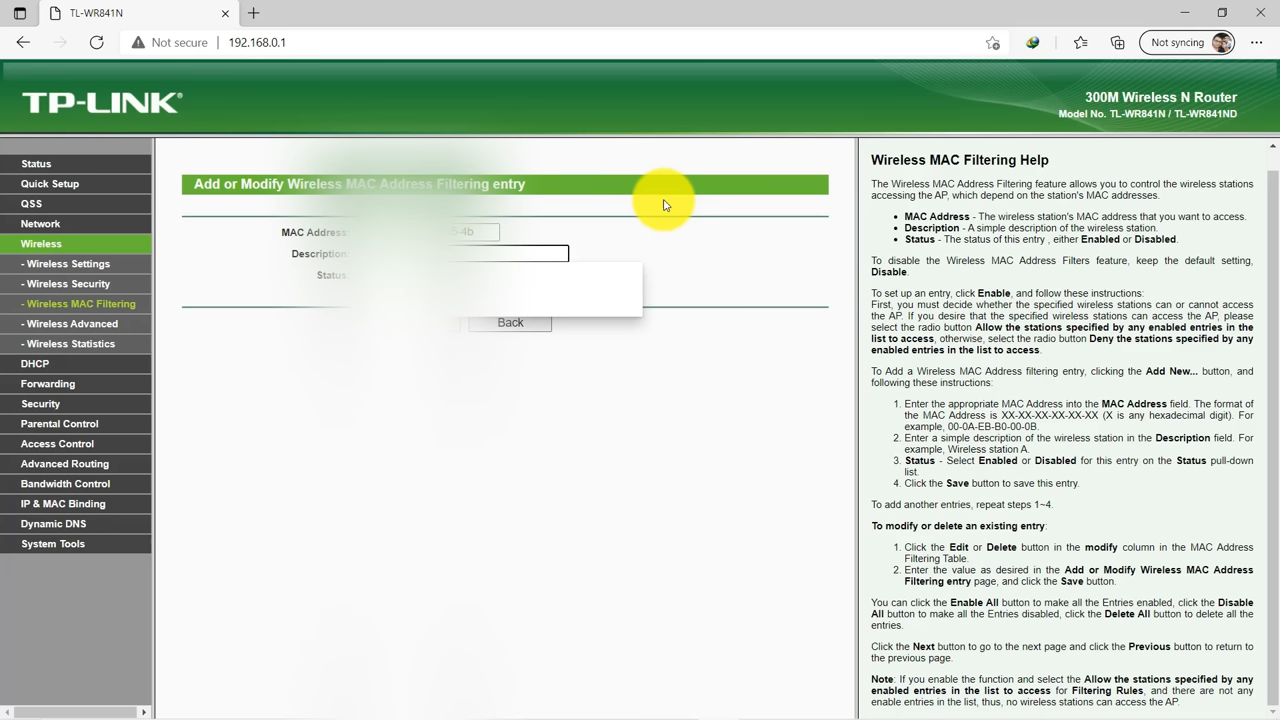 TL-WR841N
Not secure
192.168.0.1
Not syncing
TP-LINK®
300M Wireless N Router
Model No. TL-WR841N / TL-WR841ND
Status
Quick Setup
QSS
Network
Wireless
- Wireless Settings
- Wireless Security
- Wireless MAC Filtering
- Wireless Advanced
- Wireless Statistics
DHCP
Forwarding
Security
Parental Control
Access Control
Advanced Routing
Bandwidth Control
IP & MAC Binding
Dynamic DNS
System Tools
Add or Modify Wireless MAC Address Filtering entry
MAC Address:
Description:
Status:
Back
Wireless MAC Filtering Help
The Wireless MAC Address Filtering feature allows you to control the wireless stations
accessing the AP, which depend on the station's MAC addresses.
• MAC Address - The wireless station's MAC address that you want to access.
• Description - A simple description of the wireless station.
• Status - The status of this entry , either Enabled or Disabled.
To disable the Wireless MAC Address Filters feature, keep the default setting,
Disable.
To set up an entry, click Enable, and follow these instructions:
First, you must decide whether the specified wireless stations can or cannot access
the AP. If you desire that the specified wireless stations can access the AP, please
select the radio button Allow the stations specified by any enabled entries in the
list to access, otherwise, select the radio button Deny the stations specified by any
enabled entries in the list to access.
To Add a Wireless MAC Address filtering entry, clicking the Add New... button, and
following these instructions:
1. Enter the appropriate MAC Address into the MAC Address field. The format of
the MAC Address is XX-XX-XX-XX-XX-XX (X is any hexadecimal digit). For
example, 00-0A-EB-B0-00-0B.
2. Enter a simple description of the wireless station in the Description field. For
example, Wireless station A.
3. Status - Select Enabled or Disabled for this entry on the Status pull-down
list.
4. Click the Save button to save this entry.
To add another entries, repeat steps 1~4.
To modify or delete an existing entry:
1. Click the Edit or Delete button in the modify column in the MAC Address
Filtering Table.
2. Enter the value as desired in the Add or Modify Wireless MAC Address
Filtering entry page, and click the Save button.
You can click the Enable All button to make all the Entries enabled, click the Disable
All button to make all the Entries disabled, click the Delete All button to delete all the
entries.
Click the Next button to go to the next page and click the Previous button to return to
the previous page.
Note: If you enable the function and select the Allow the stations specified by any
enabled entries in the list to access for Filtering Rules, and there are not any
enable entries in the list, thus, no wireless stations can access the AP.